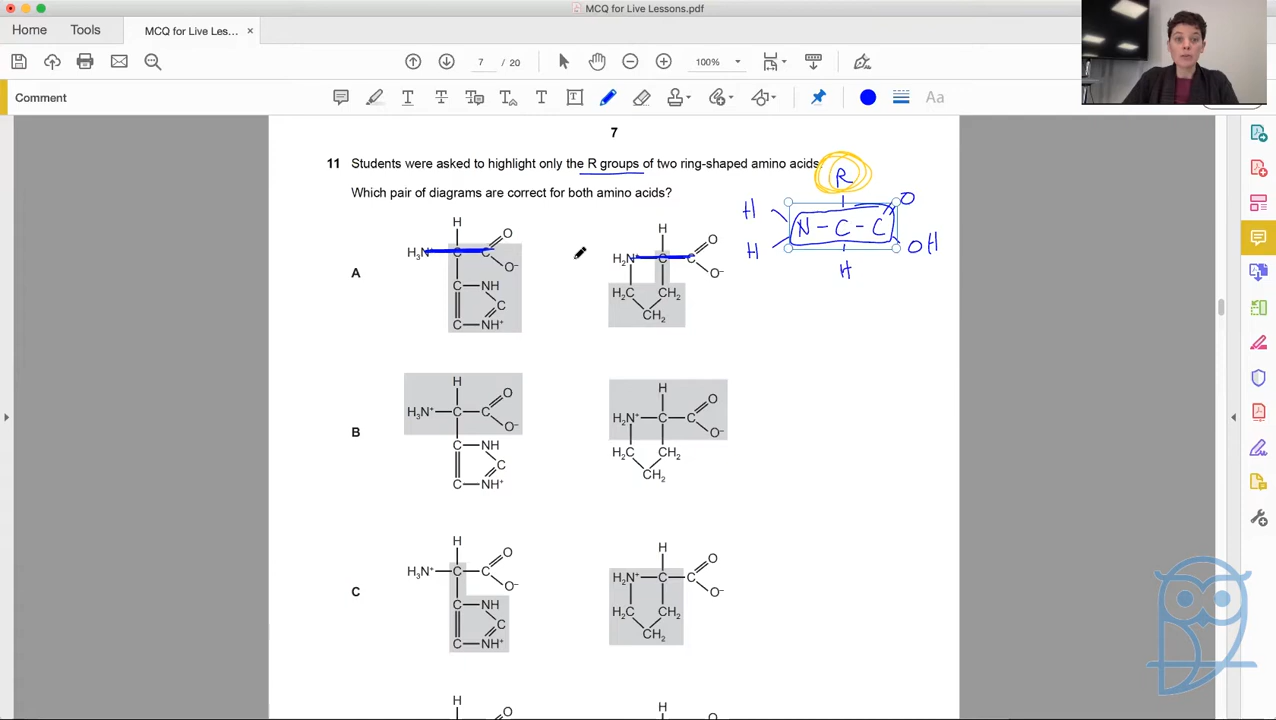 MCQ for Live Lessons.pdf
Home
Tools
MCQ for Live Les...
×
7 / 20
100%
Comment
T
T
T
T
T
T
Aa
7
11 Students were asked to highlight only the R groups of two ring-shaped amino acids.
Which pair of diagrams are correct for both amino acids?
R
H
H
N – C – C
O
OH
H
A
H
H₃N⁺ C C
O
O⁻
C NH
C
C NH⁺
H
H₂N⁺ C C
O
O⁻
H₂C CH₂
CH₂
B
H
H₃N⁺ C C
O
O⁻
C NH
C
C NH⁺
H
H₂N⁺ C C
O
O⁻
H₂C CH₂
CH₂
C
H
H₃N⁺ C C
O
O⁻
C NH
C
C NH⁺
H
H₂N⁺ C C
O
O⁻
H₂C CH₂
CH₂
H
O
H
O